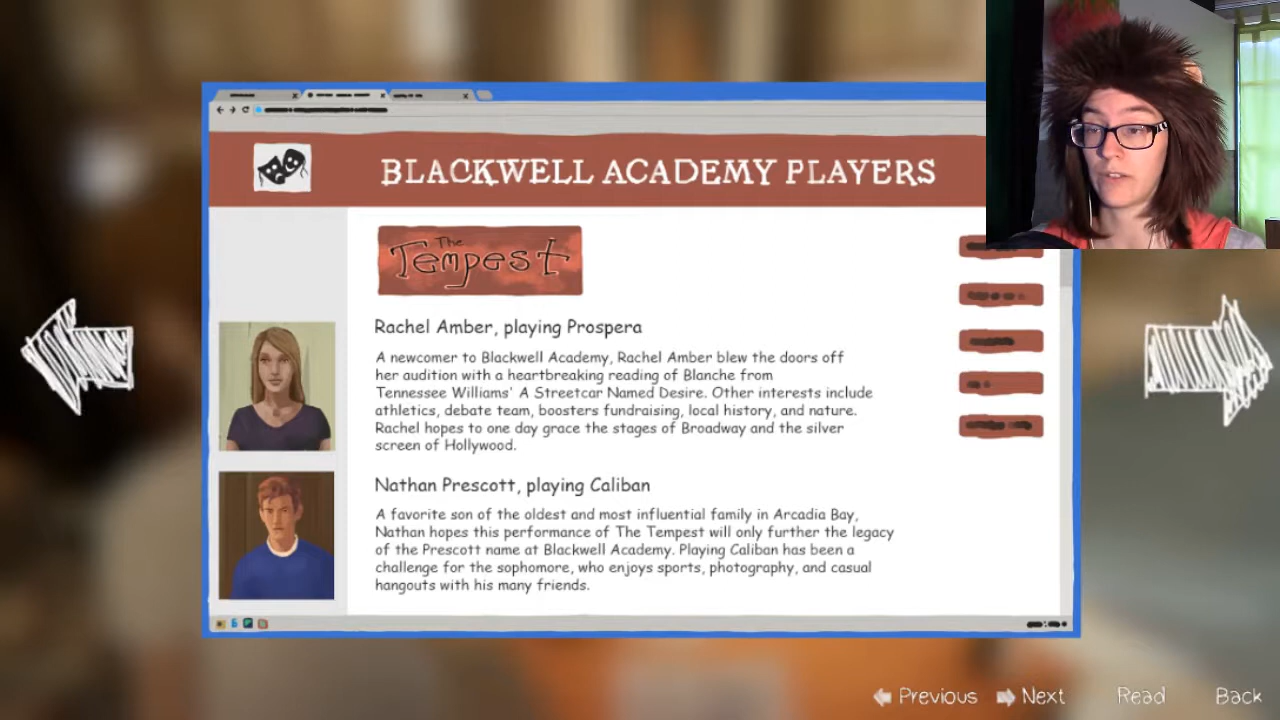 BLACKWELL ACADEMY PLAYERS
The
Tempest
Rachel Amber, playing Prospera
A newcomer to Blackwell Academy, Rachel Amber blew the doors off
her audition with a heartbreaking reading of Blanche from
Tennessee Williams' A Streetcar Named Desire. Other interests include
athletics, debate team, boosters fundraising, local history, and nature.
Rachel hopes to one day grace the stages of Broadway and the silver
screen of Hollywood.
Nathan Prescott, playing Caliban
A favorite son of the oldest and most influential family in Arcadia Bay,
Nathan hopes this performance of The Tempest will only further the legacy
of the Prescott name at Blackwell Academy. Playing Caliban has been a
challenge for the sophomore, who enjoys sports, photography, and casual
hangouts with his many friends.
Previous Next Read Back